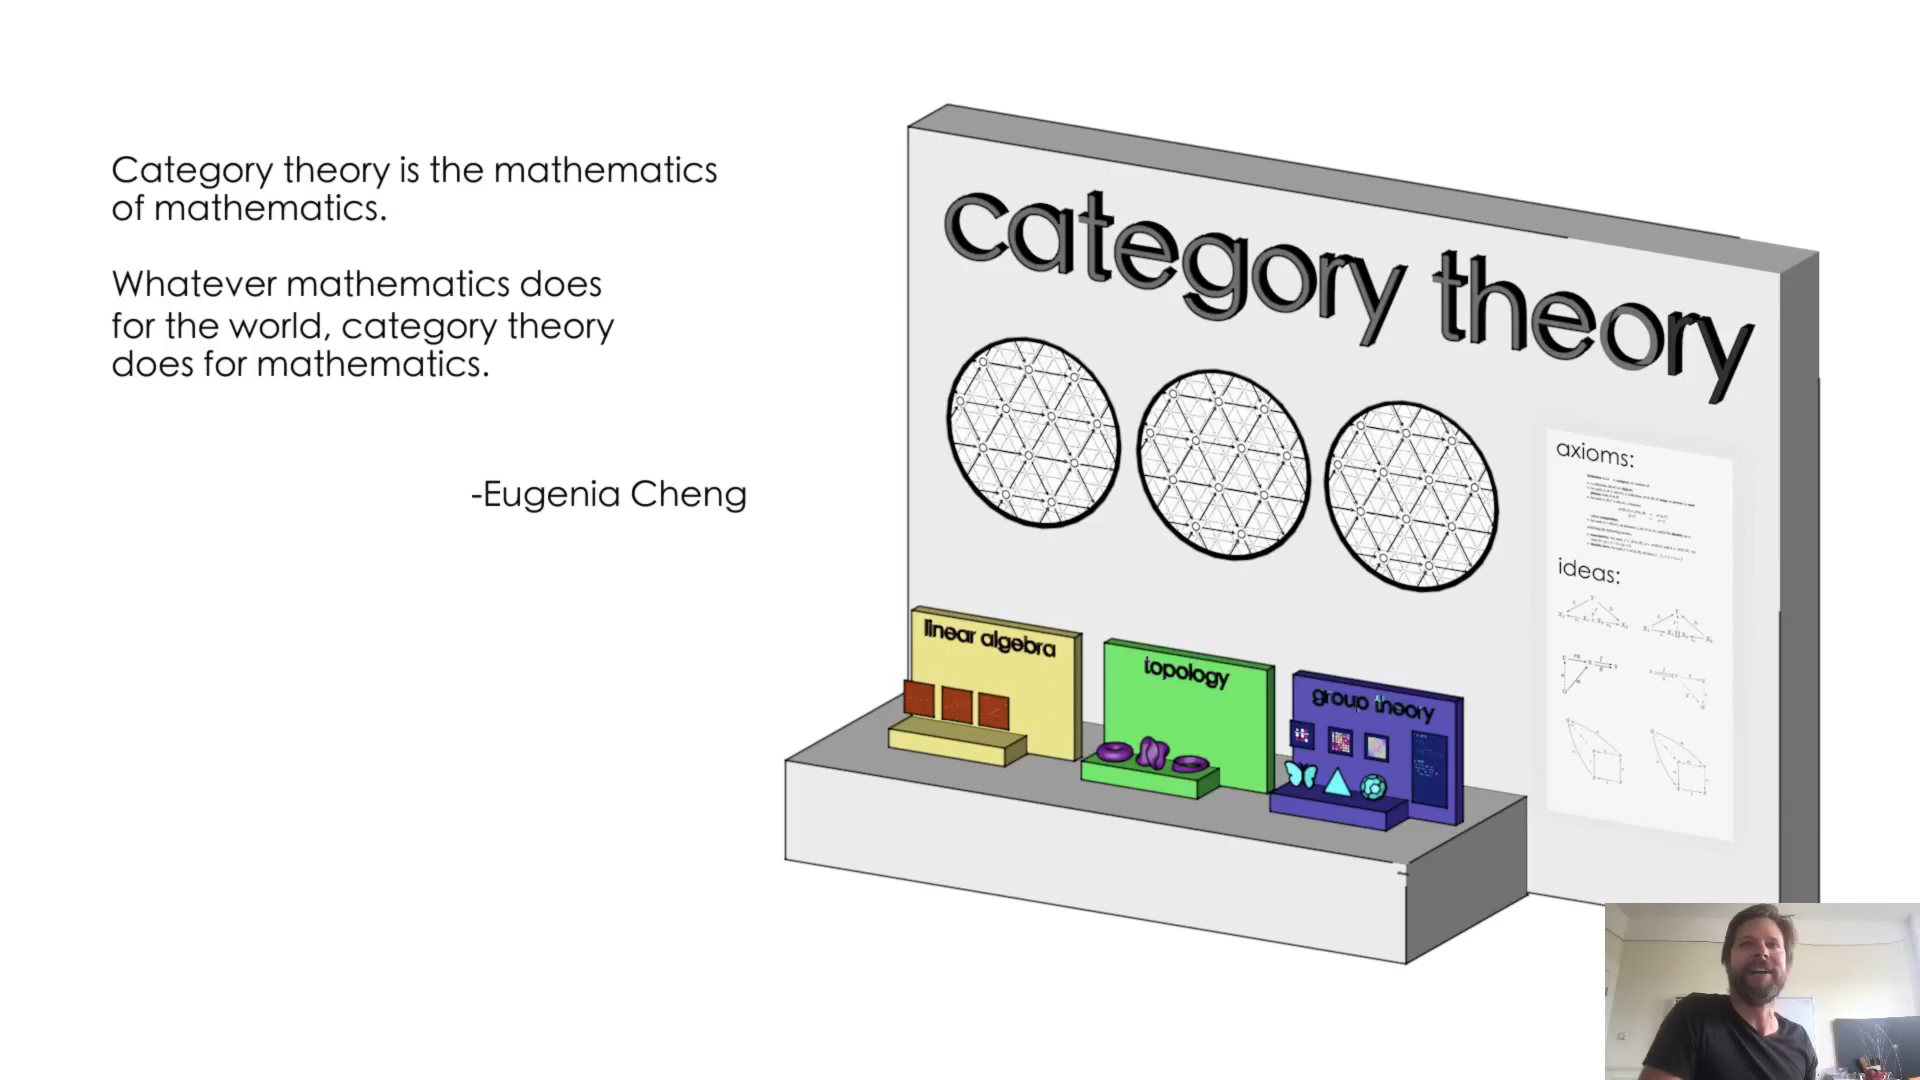 Category theory is the mathematics
of mathematics.
Whatever mathematics does
for the world, category theory
does for mathematics.
-Eugenia Cheng
category theory
axioms:
ideas:
linear algebra
topology
group theory